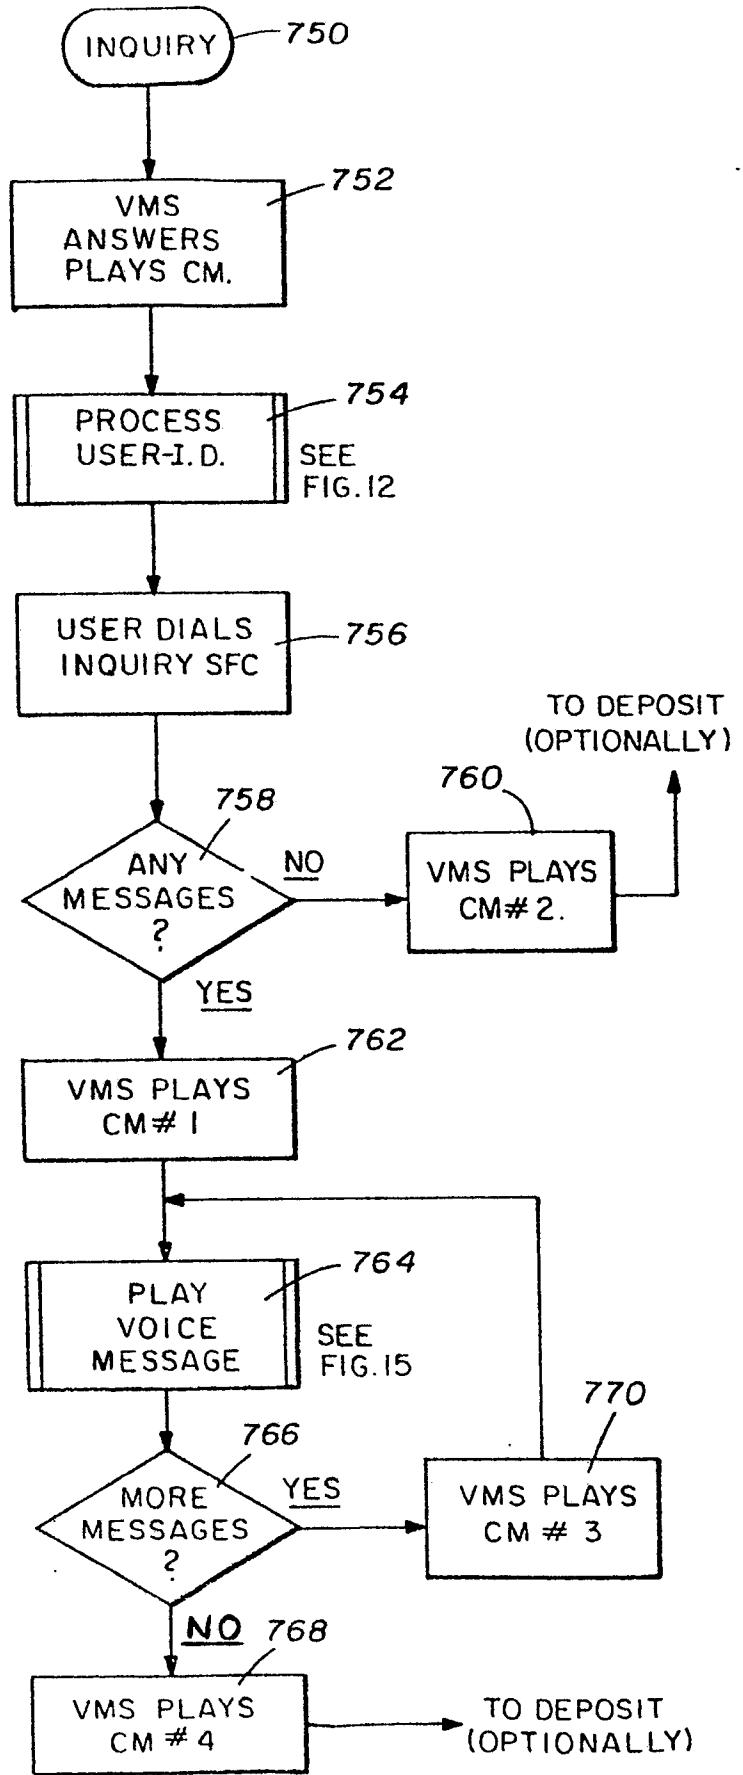 INQUIRY
750
752
VMS
ANSWERS
PLAYS CM.
754
PROCESS
USER-I.D.
SEE
FIG.12
756
USER DIALS
INQUIRY SFC
TO DEPOSIT
(OPTIONALLY)
758
760
ANY
MESSAGES
?
NO
VMS PLAYS
CM# 2.
YES
762
VMS PLAYS
CM# 1
764
PLAY
VOICE
MESSAGE
SEE
FIG.15
766
770
MORE
MESSAGES
?
YES
VMS PLAYS
CM # 3
NO
768
VMS PLAYS
CM # 4
TO DEPOSIT
(OPTIONALLY)